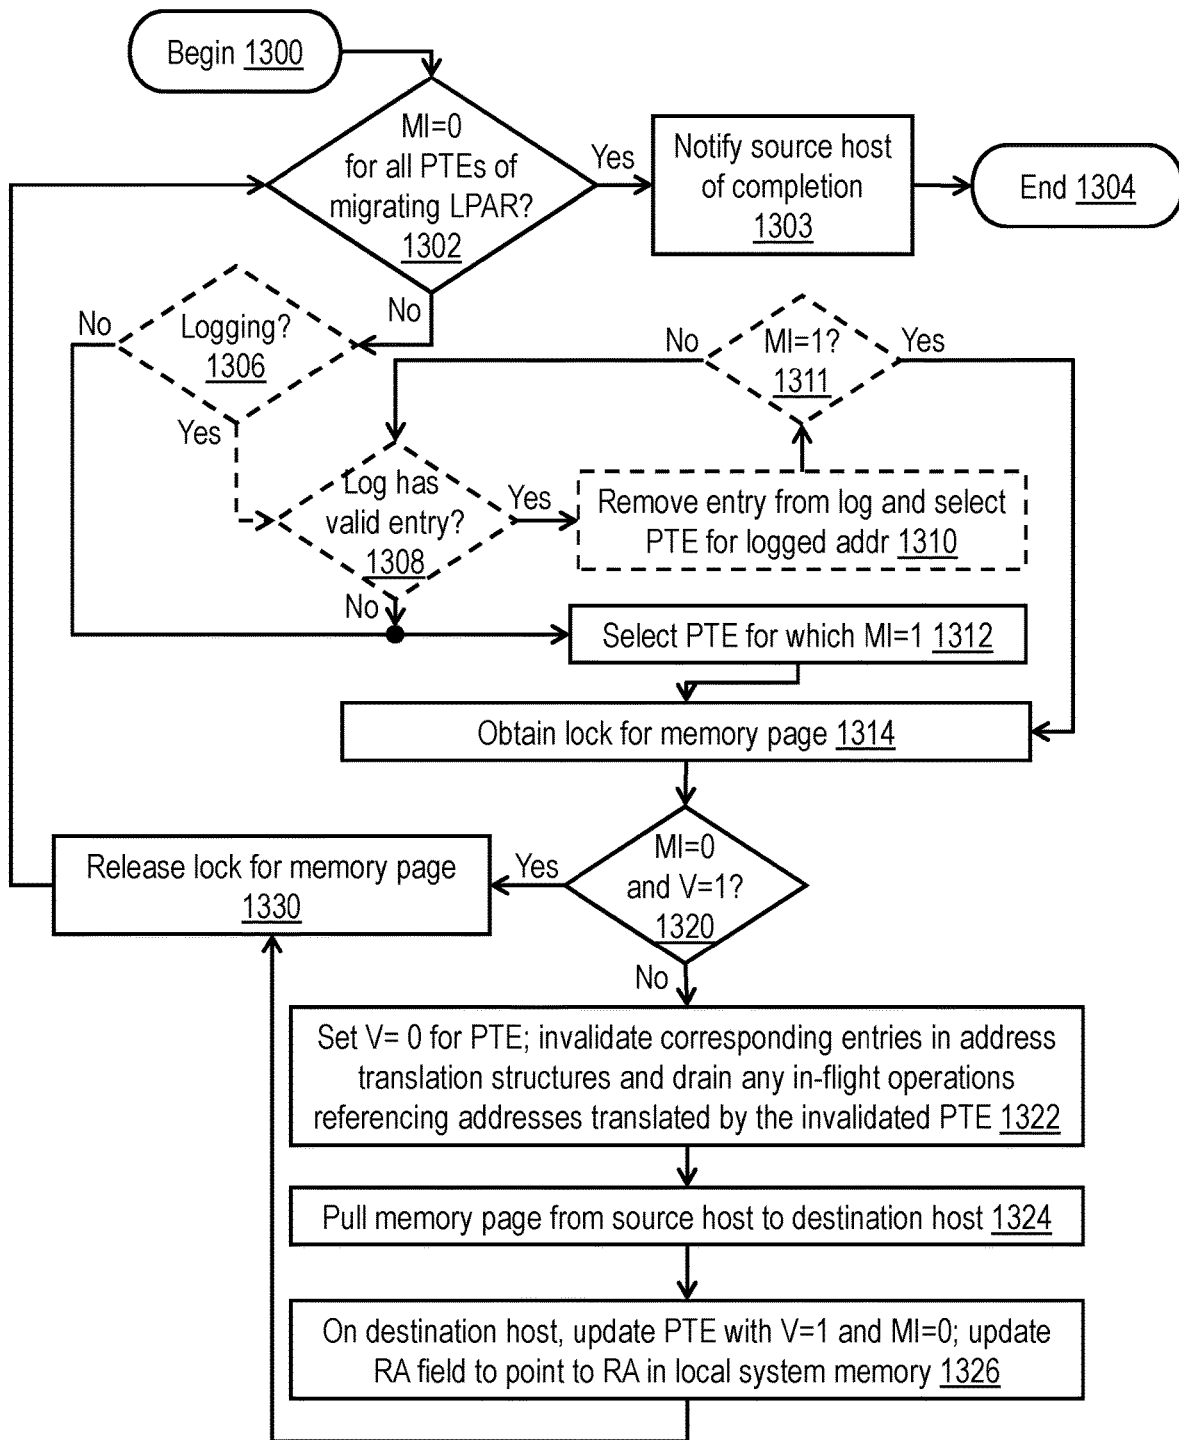 Begin 1300
MI=0
for all PTEs of
migrating LPAR?
1302
Yes
Notify source host
of completion
1303
End 1304
No
Logging?
1306
No
Yes
MI=1?
1311
No
Yes
Log has
valid entry?
1308
Yes
No
Remove entry from log and select
PTE for logged addr 1310
Select PTE for which MI=1 1312
Obtain lock for memory page 1314
MI=0
and V=1?
1320
Yes
No
Release lock for memory page
1330
Set V= 0 for PTE; invalidate corresponding entries in address
translation structures and drain any in-flight operations
referencing addresses translated by the invalidated PTE 1322
Pull memory page from source host to destination host 1324
On destination host, update PTE with V=1 and MI=0; update
RA field to point to RA in local system memory 1326